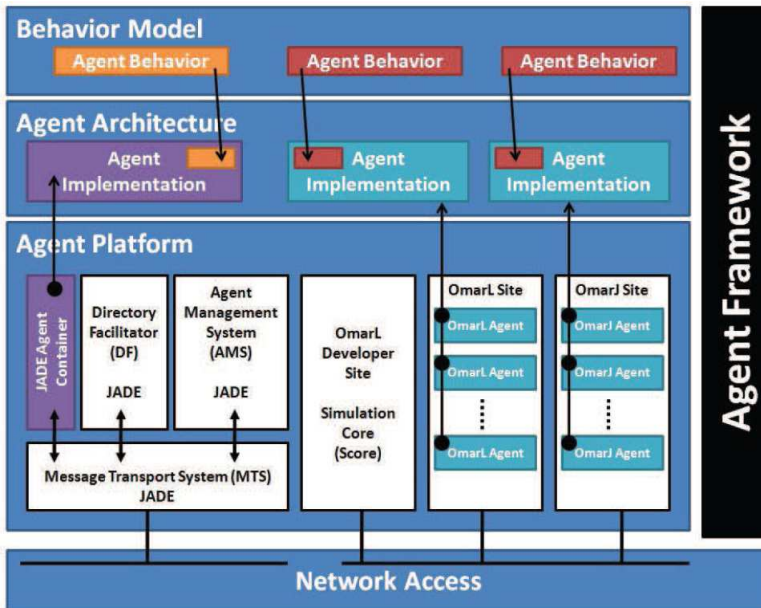 Behavior Model
Agent Behavior
Agent Behavior
Agent Behavior
Agent Architecture
Agent
Implementation
Agent
Implementation
Agent
Implementation
Agent Platform
JADE Agent
Container
Directory
Facilitator
(DF)
JADE
Agent
Management
System
(AMS)
JADE
Message Transport System (MTS)
JADE
OmarL
Developer
Site
Simulation
Core
(Score)
OmarL Site
OmarL Agent
OmarL Agent
OmarL Agent
OmarJ Site
OmarJ Agent
OmarJ Agent
OmarJ Agent
Network Access
Agent Framework